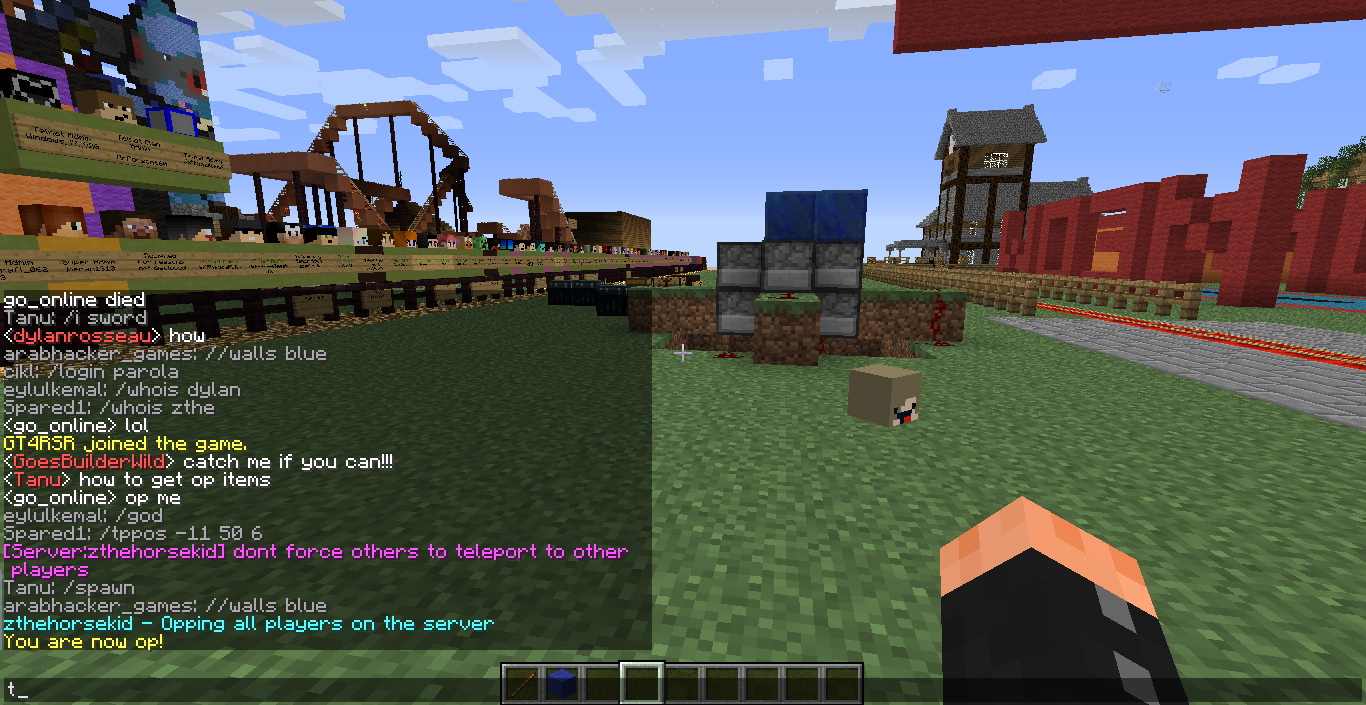 go_online died
Tanu: /i sword
<dylanrosseau> how
arabhacker_games: //walls blue
cikl: /login parola
eylulkemal: /whois dylan
Spared1: /whois zthe
<go_online> lol
GT4RSR joined the game.
<GoesBuilderWild> catch me if you can!!!
<Tanu> how to get op items
<go_online> op me
eylulkemal: /god
Spared1: /tppos -11 50 6
[Server:zthehorsekid] dont force others to teleport to other
players
Tanu: /spawn
arabhacker_games: //walls blue
zthehorsekid - Opping all players on the server
You are now op!
t_